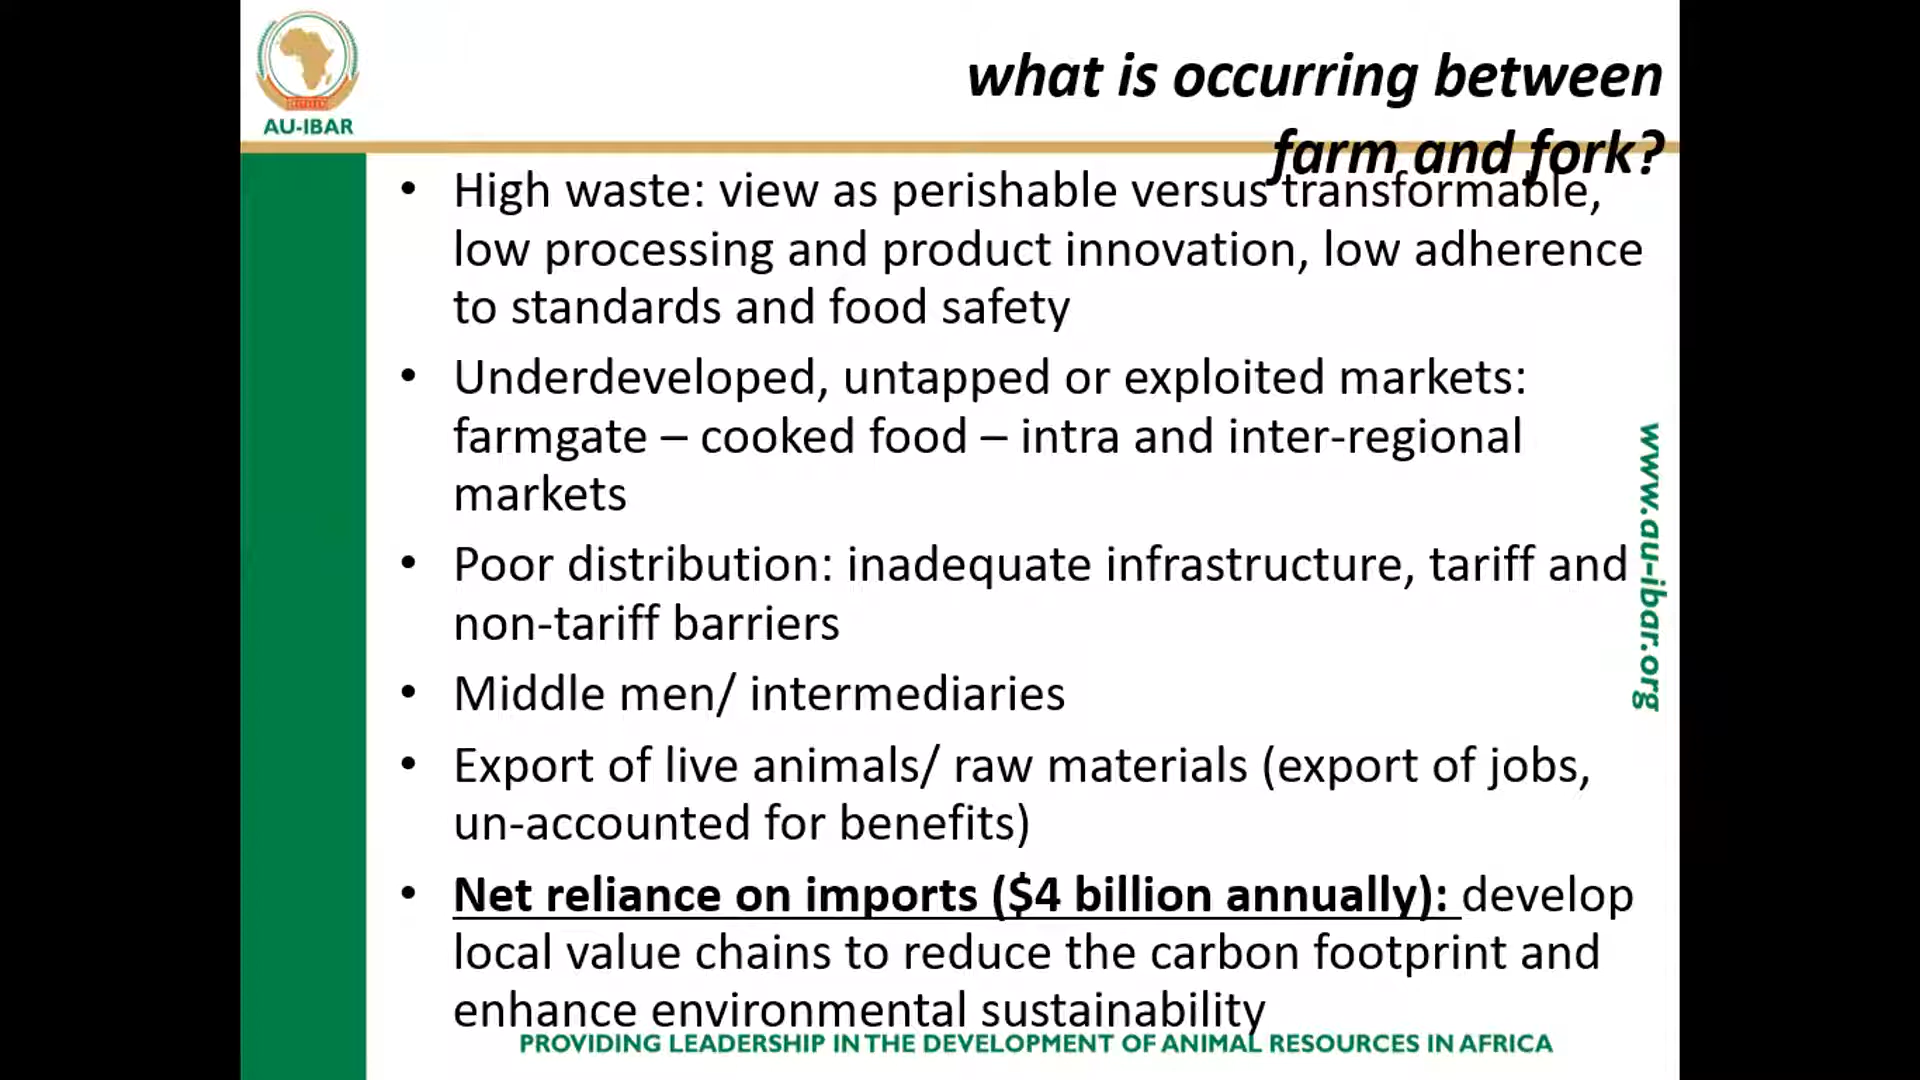 AU-IBAR
what is occurring between
farm and fork?
• High waste: view as perishable versus transformable,
low processing and product innovation, low adherence
to standards and food safety
• Underdeveloped, untapped or exploited markets:
farmgate – cooked food – intra and inter-regional
markets
• Poor distribution: inadequate infrastructure, tariff and
non-tariff barriers
• Middle men/ intermediaries
• Export of live animals/ raw materials (export of jobs,
un-accounted for benefits)
• Net reliance on imports ($4 billion annually): develop
local value chains to reduce the carbon footprint and
enhance environmental sustainability
www.au-ibar.org
PROVIDING LEADERSHIP IN THE DEVELOPMENT OF ANIMAL RESOURCES IN AFRICA